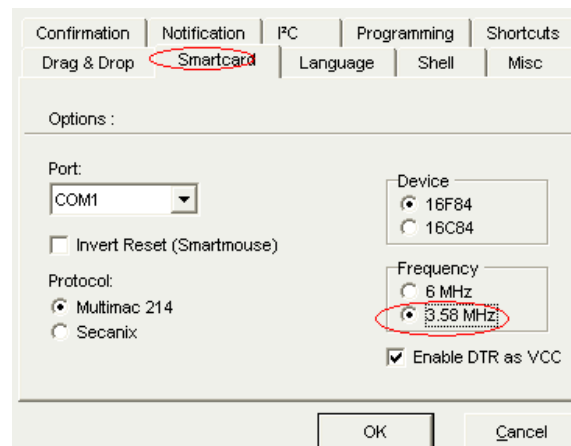 Confirmation Notification I²C Programming Shortcuts
Drag & Drop Smartcard Language Shell Misc
Options :
Port:
COM1
Invert Reset (Smartmouse)
Protocol:
Multimac 214
Secanix
Device
16F84
16C84
Frequency
6 MHz
3.58 MHz
Enable DTR as VCC
OK Cancel